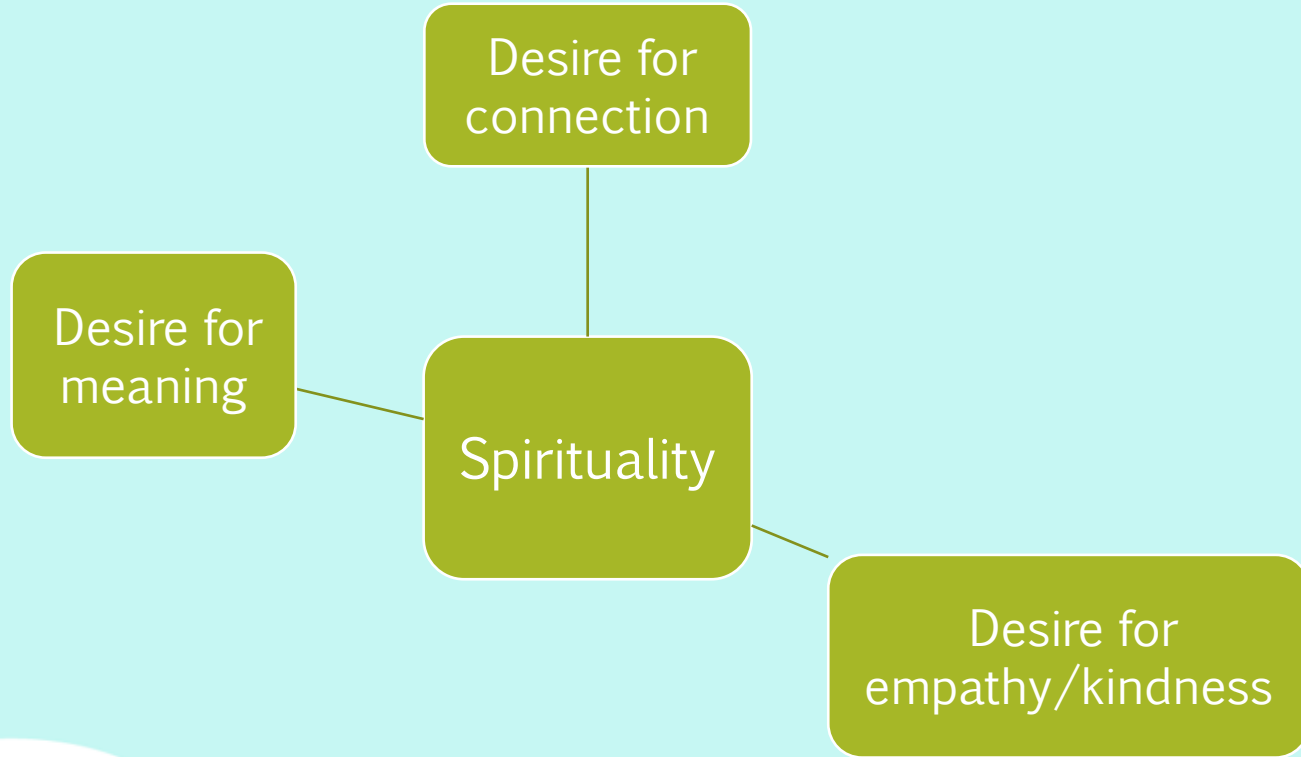 Desire for
connection
Desire for
meaning
Spirituality
Desire for
empathy/kindness